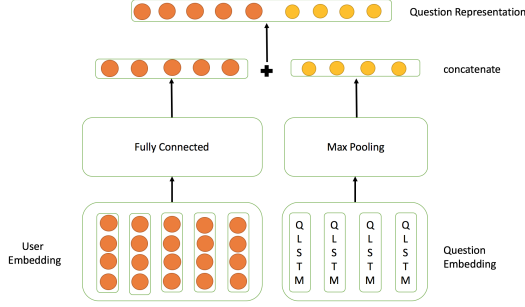 Question Representation
concatenate
Fully Connected
Max Pooling
User
Embedding
Q
L
S
T
M
Q
L
S
T
M
Q
L
S
T
M
Q
L
S
T
M
Question
Embedding